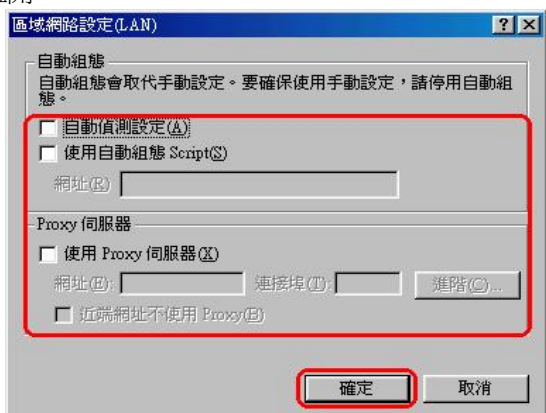 區域網路設定(LAN)
自動組態
自動組態會取代手動設定。要確保使用手動設定，請停用自動組
態。
自動偵測設定(A)
使用自動組態 Script(S)
網址(R)
Proxy 伺服器
使用 Proxy 伺服器(X)
網址(E): 連接埠(T): 進階(C)...
近端網址不使用 Proxy(B)
確定 取消